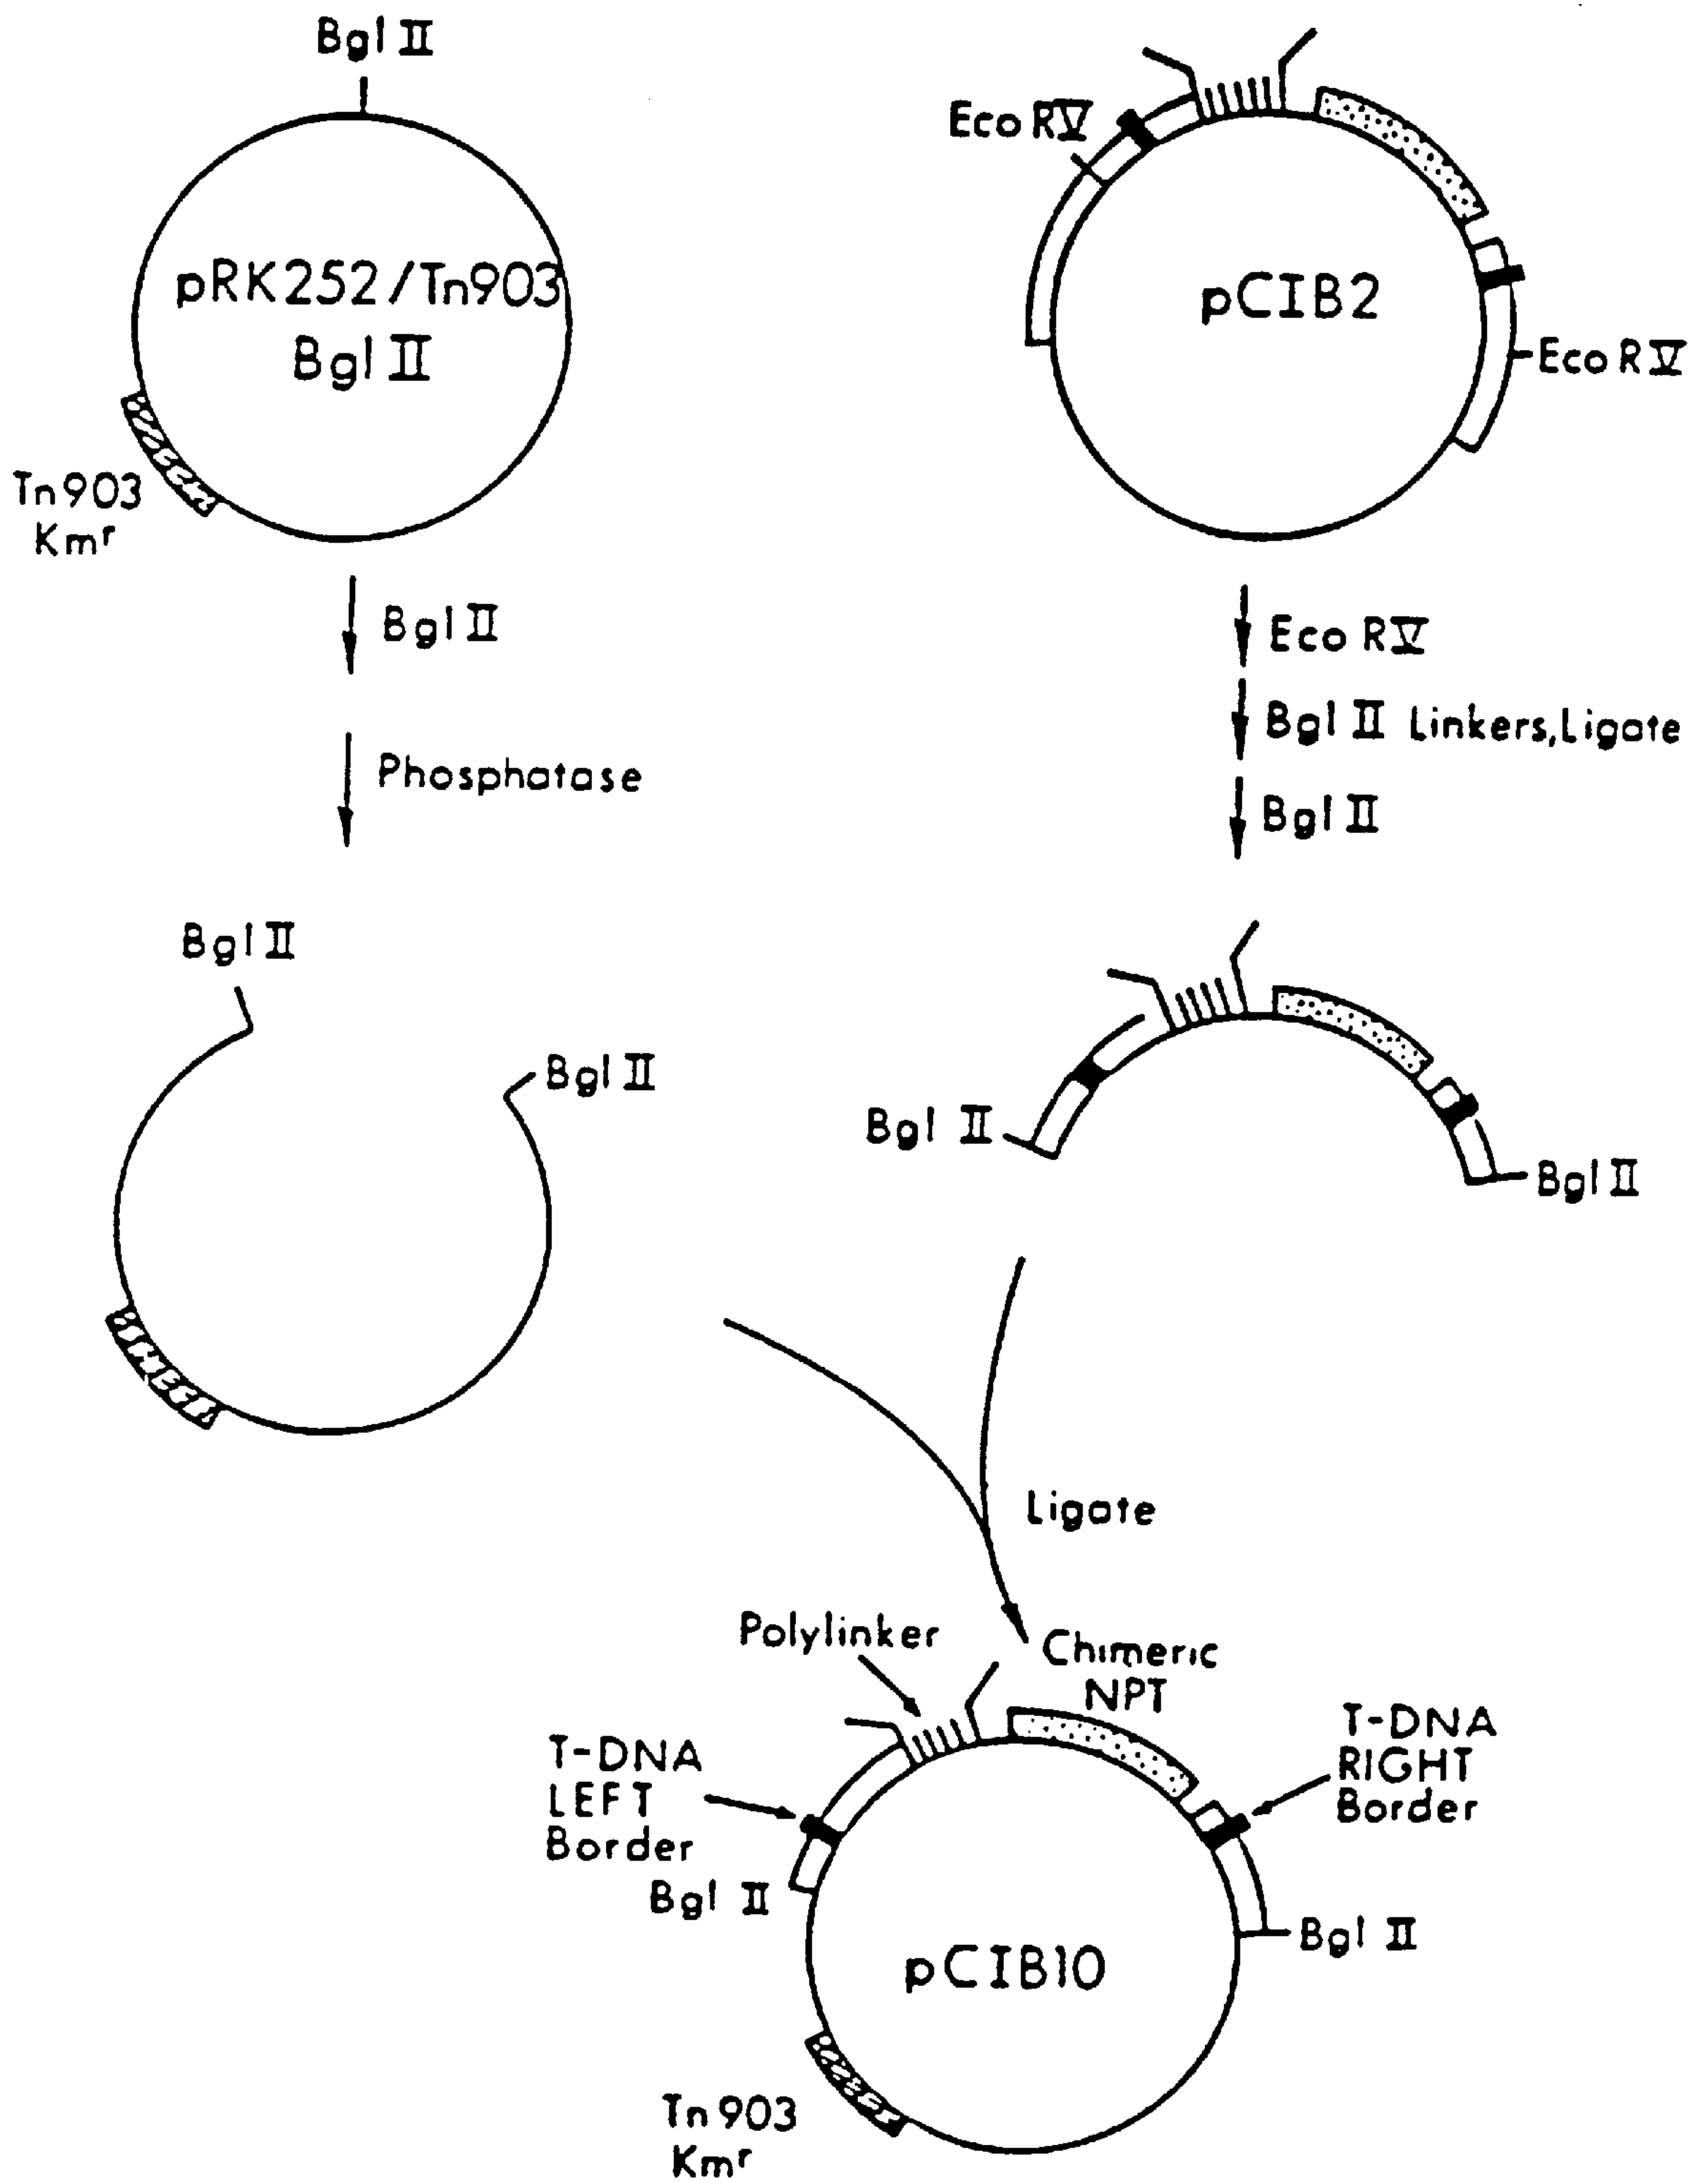 Bgl II
pRK252/Tn903
Bgl II
Tn903
Kmʳ
Eco RV
pCIB2
Eco RV
Bgl II
Phosphatase
Eco RV
Bgl II Linkers,Ligate
Bgl II
Bgl II
Bgl II
Bgl II
Bgl II
Ligate
Polylinker
Chimeric
NPT
T-DNA
LEFT
Border
T-DNA
RIGHT
Border
Bgl II
Bgl II
pCIB10
Tn903
Kmʳ